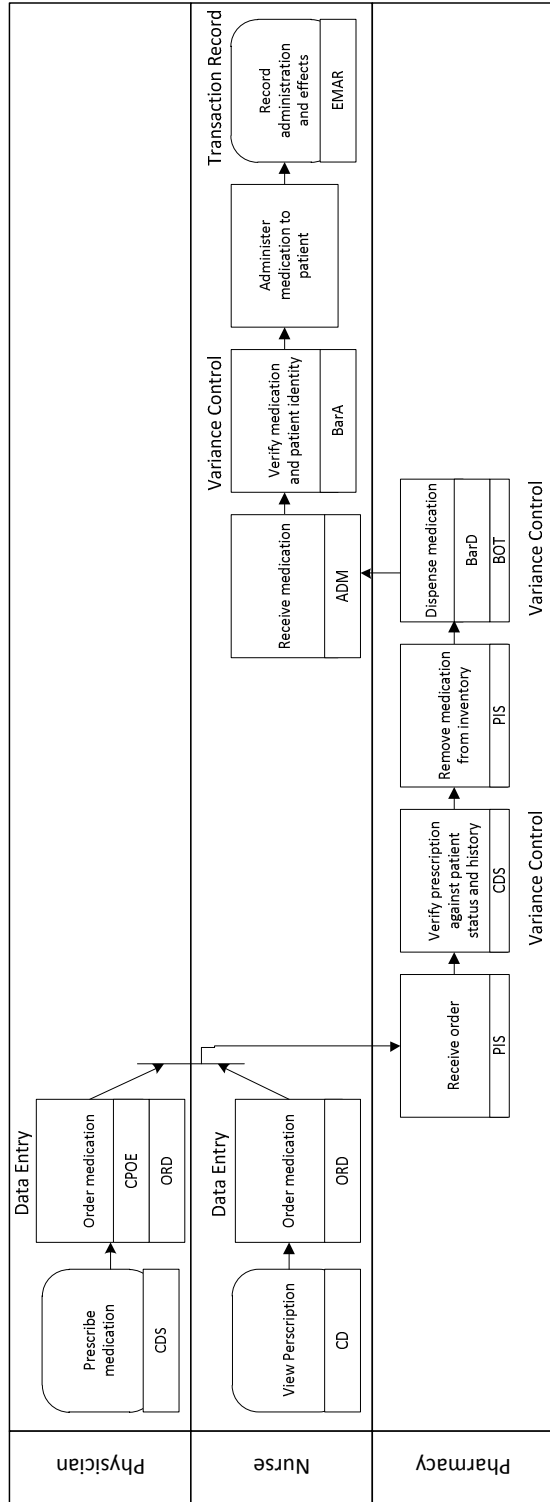 Physician
Prescribe
medication
CDS
Data Entry
Order medication
CPOE
ORD
Nurse
View Perscription
CD
Data Entry
Order medication
ORD
Receive medication
ADM
Variance Control
Verify medication
and patient identity
BarA
Administer
medication to
patient
Transaction Record
Record
administration
and effects
EMAR
Pharmacy
Receive order
PIS
Verify prescription
against patient
status and history
CDS
Variance Control
Remove medication
from inventory
PIS
Dispense medication
BarD
BOT
Variance Control